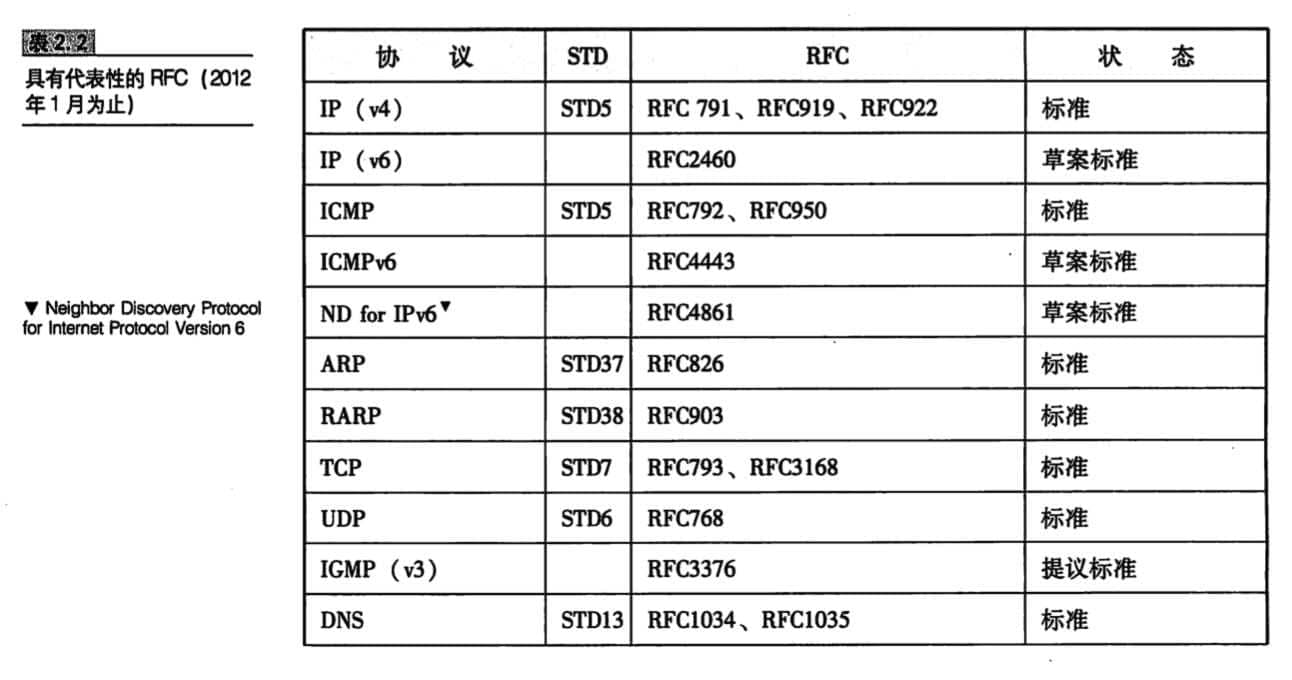 表2.2
具有代表性的 RFC（2012
年1月为止）
协 议 STD RFC 状 态
IP（v4） STD5 RFC 791、RFC919、RFC922 标准
IP（v6） RFC2460 草案标准
ICMP STD5 RFC792、RFC950 标准
ICMPv6 RFC4443 草案标准
▼ Neighbor Discovery Protocol
for Internet Protocol Version 6
ND for IPv6▼ RFC4861 草案标准
ARP STD37 RFC826 标准
RARP STD38 RFC903 标准
TCP STD7 RFC793、RFC3168 标准
UDP STD6 RFC768 标准
IGMP（v3） RFC3376 提议标准
DNS STD13 RFC1034、RFC1035 标准